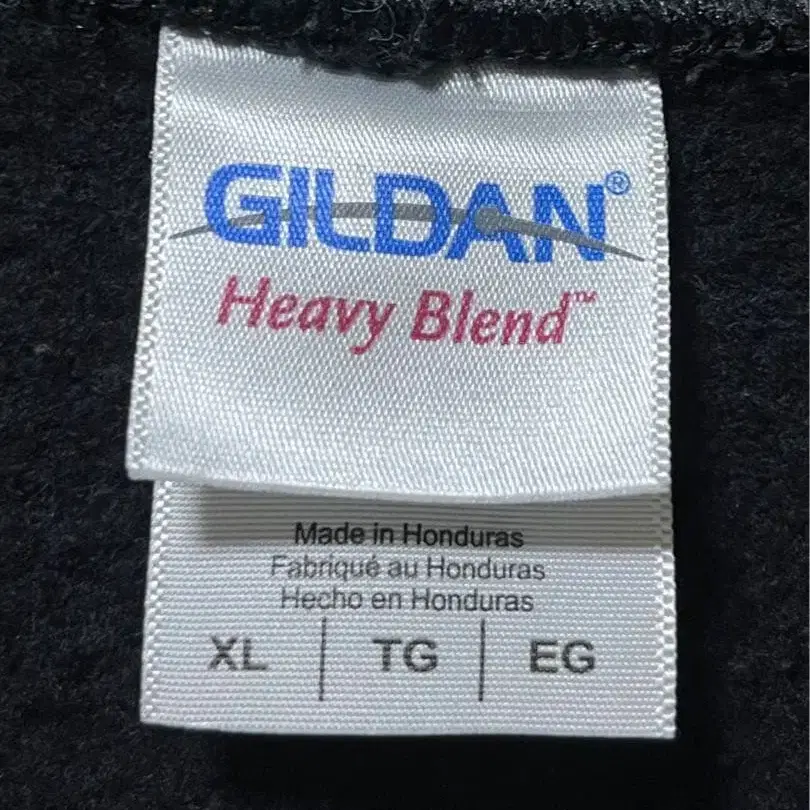 GILDAN®
Heavy Blend™
Made in Honduras
Fabriqué au Honduras
Hecho en Honduras
XL | TG | EG